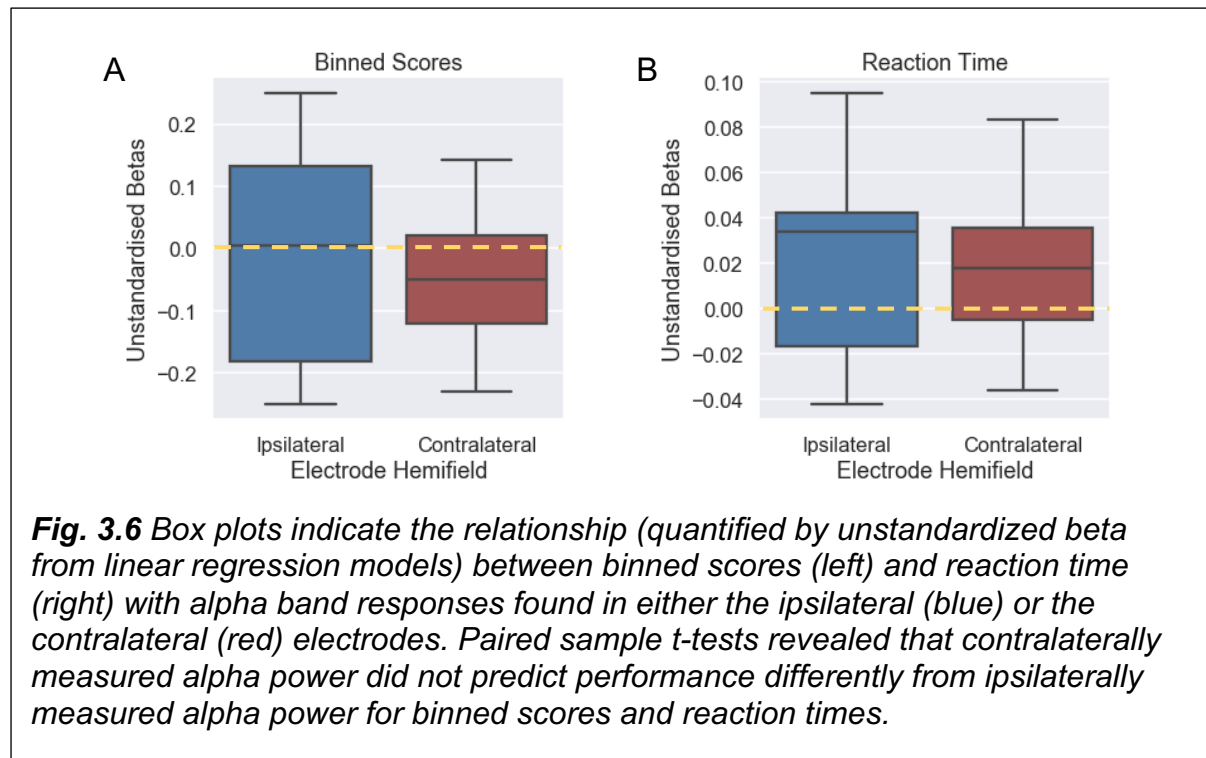 A
Binned Scores
Unstandardised Betas
0.2
0.1
0.0
−0.1
−0.2
Ipsilateral
Contralateral
Electrode Hemifield
B
Reaction Time
Unstandardised Betas
0.10
0.08
0.06
0.04
0.02
0.00
−0.02
−0.04
Ipsilateral
Contralateral
Electrode Hemifield
Fig. 3.6 Box plots indicate the relationship (quantified by unstandardized beta
from linear regression models) between binned scores (left) and reaction time
(right) with alpha band responses found in either the ipsilateral (blue) or the
contralateral (red) electrodes. Paired sample t-tests revealed that contralaterally
measured alpha power did not predict performance differently from ipsilaterally
measured alpha power for binned scores and reaction times.